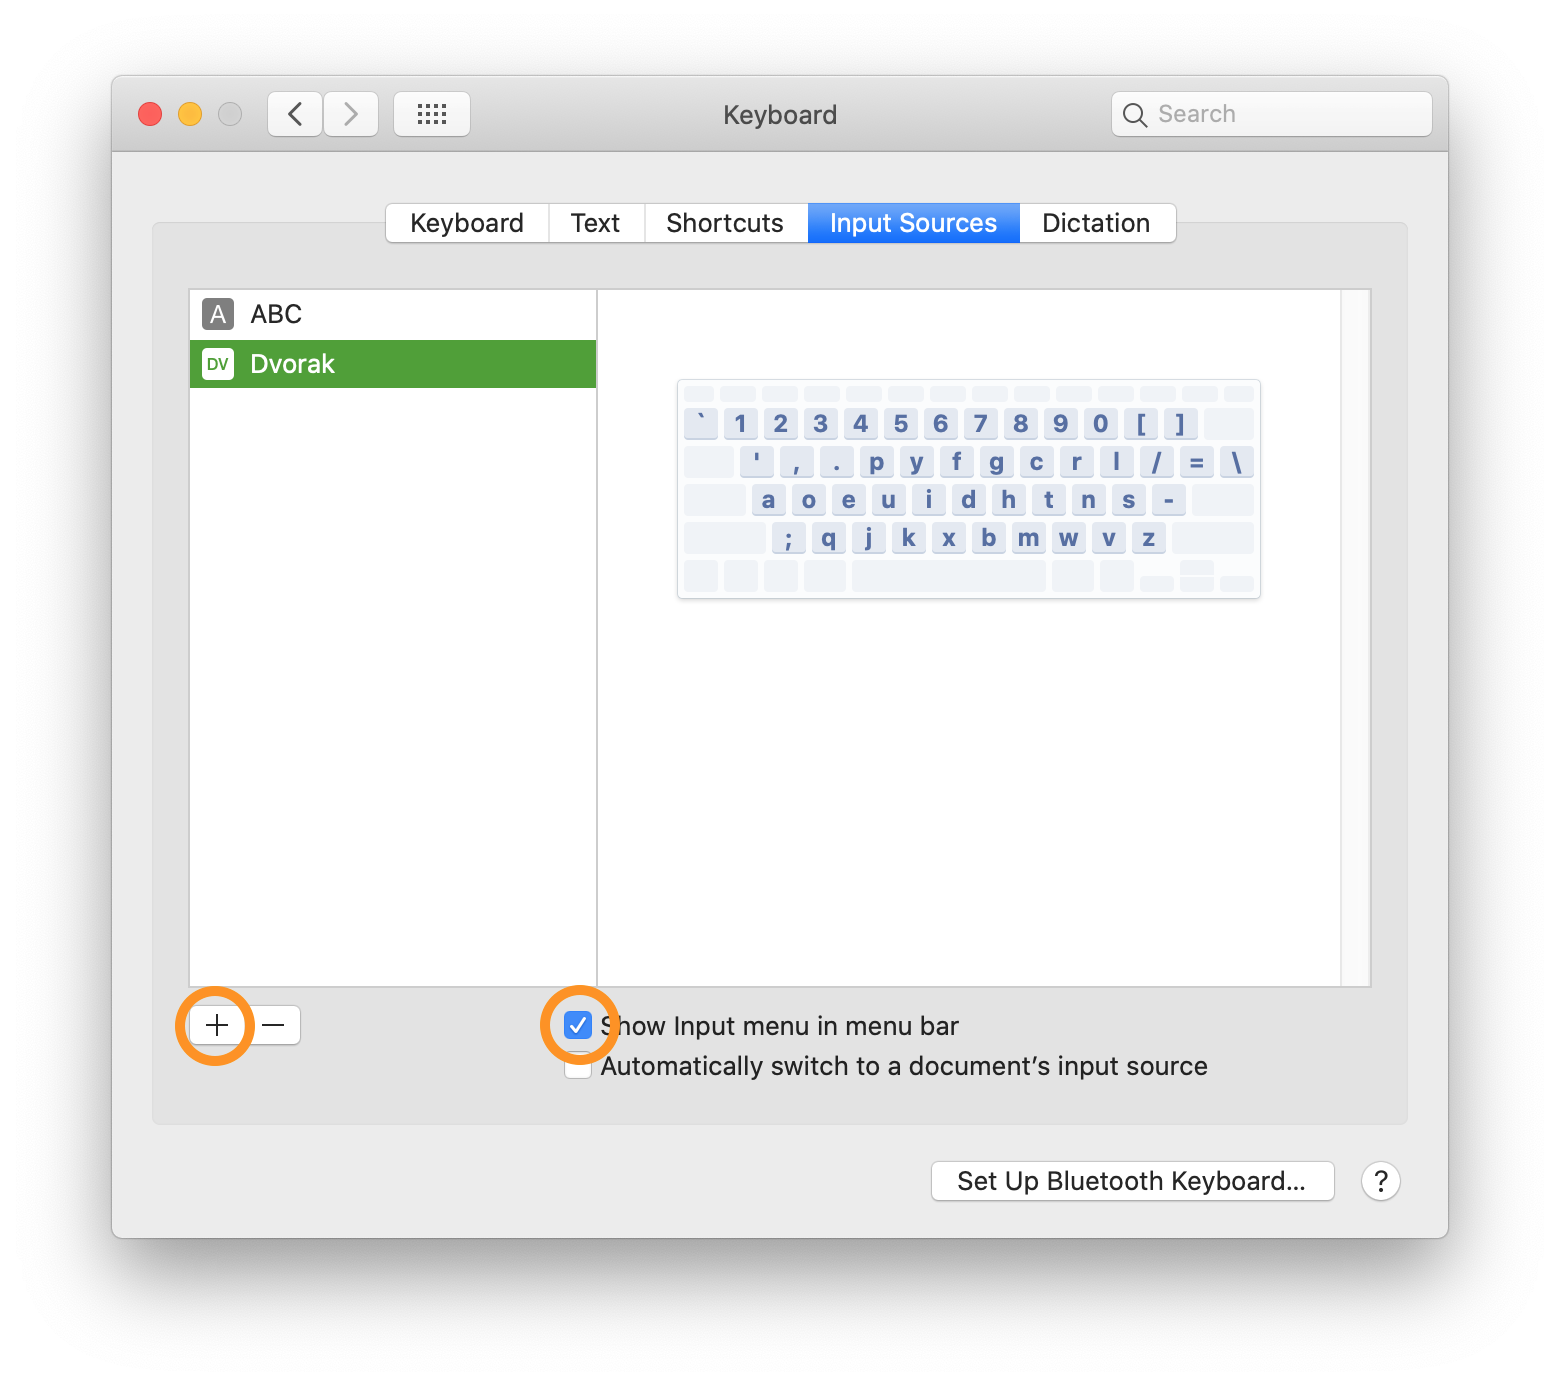 Keyboard
Search
Keyboard Text Shortcuts Input Sources Dictation
A ABC
DV Dvorak
` 1 2 3 4 5 6 7 8 9 0 [ ]
' , . p y f g c r l / = \
a o e u i d h t n s -
; q j k x b m w v z
Show Input menu in menu bar
Automatically switch to a document’s input source
Set Up Bluetooth Keyboard... ?